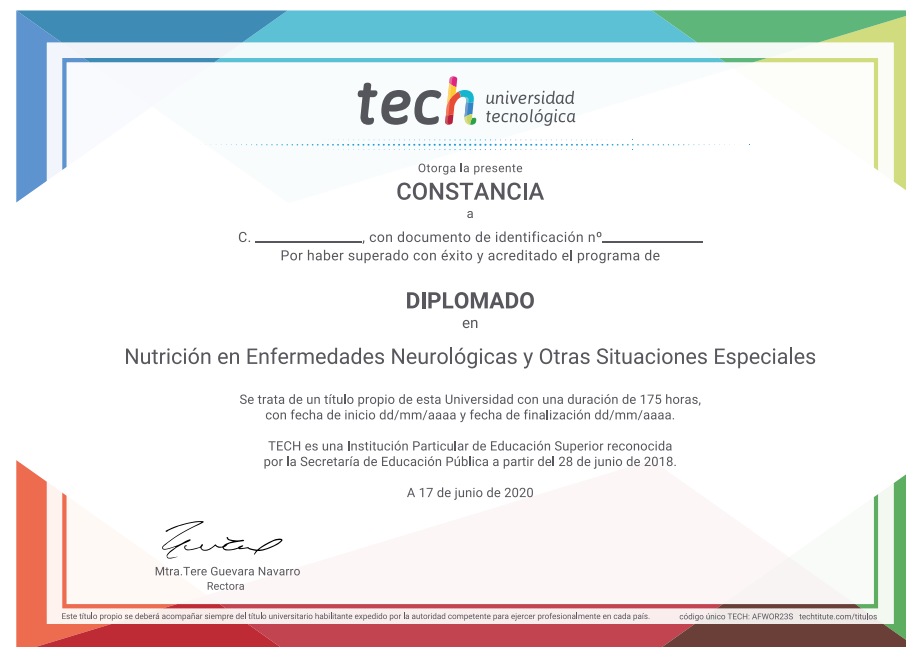 tech universidad
tecnológica
Otorga la presente
CONSTANCIA
a
C. ____________, con documento de identificación nº____________
Por haber superado con éxito y acreditado el programa de
DIPLOMADO
en
Nutrición en Enfermedades Neurológicas y Otras Situaciones Especiales
Se trata de un título propio de esta Universidad con una duración de 175 horas,
con fecha de inicio dd/mm/aaaa y fecha de finalización dd/mm/aaaa.
TECH es una Institución Particular de Educación Superior reconocida
por la Secretaría de Educación Pública a partir del 28 de junio de 2018.
A 17 de junio de 2020
Mtra.Tere Guevara Navarro
Rectora
Este título propio se deberá acompañar siempre del título universitario habilitante expedido por la autoridad competente para ejercer profesionalmente en cada país. código único TECH: AFWOR23S techtitute.com/titulos